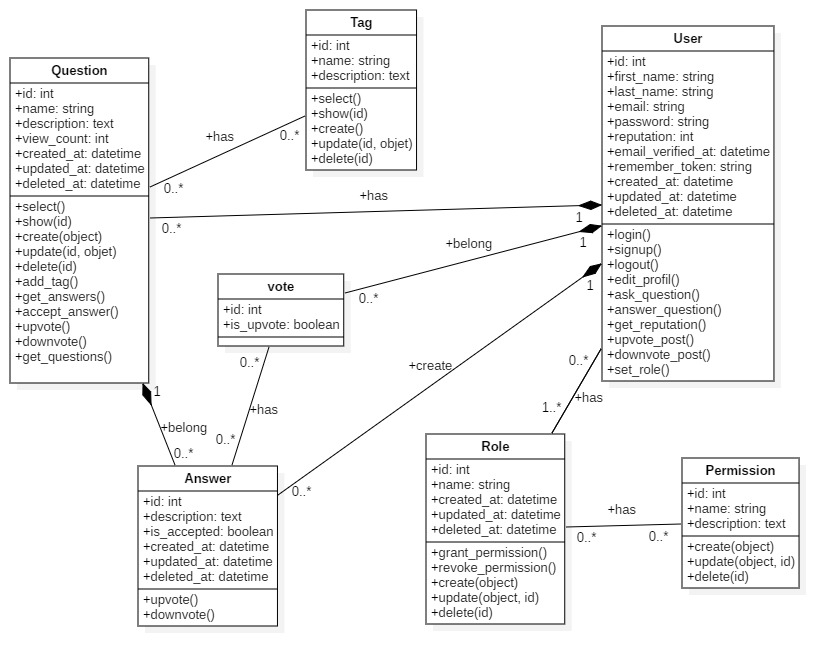 Tag
+id: int
+name: string
+description: text
+select()
+show(id)
+create()
+update(id, objet)
+delete(id)
User
+id: int
+first_name: string
+last_name: string
+email: string
+password: string
+reputation: int
+email_verified_at: datetime
+remember_token: string
+created_at: datetime
+updated_at: datetime
+deleted_at: datetime
+login()
+signup()
+logout()
+edit_profil()
+ask_question()
+answer_question()
+get_reputation()
+upvote_post()
+downvote_post()
+set_role()
Question
+id: int
+name: string
+description: text
+view_count: int
+created_at: datetime
+updated_at: datetime
+deleted_at: datetime
+select()
+show(id)
+create(object)
+update(id, objet)
+delete(id)
+add_tag()
+get_answers()
+accept_answer()
+upvote()
+downvote()
+get_questions()
+has
0..*
0..*
+has
0..*
1
+belong
0..*
1
vote
+id: int
+is_upvote: boolean
+create
0..*
1
+has
0..*
0..*
1
+belong
0..*
0..*
+has
1..*
Answer
+id: int
+description: text
+is_accepted: boolean
+created_at: datetime
+updated_at: datetime
+deleted_at: datetime
+upvote()
+downvote()
Role
+id: int
+name: string
+created_at: datetime
+updated_at: datetime
+deleted_at: datetime
+grant_permission()
+revoke_permission()
+create(object)
+update(object, id)
+delete(id)
+has
0..*
0..*
Permission
+id: int
+name: string
+description: text
+create(object)
+update(object, id)
+delete(id)